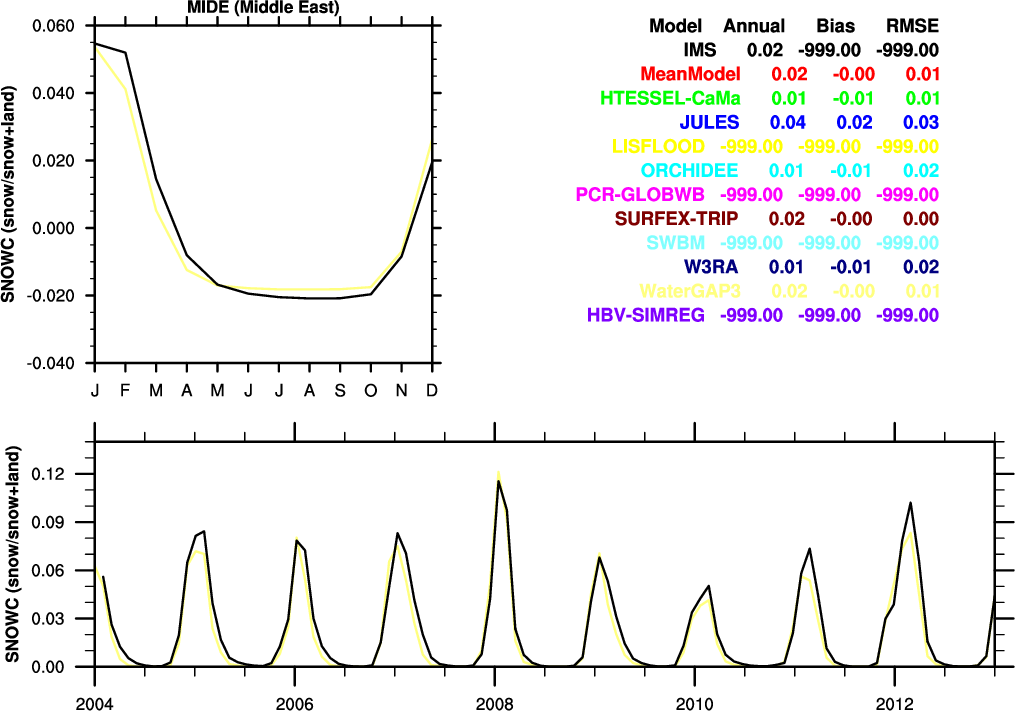 MIDE (Middle East)
0.060
0.040
0.020
0.000
-0.020
-0.040
SNOWC (snow/snow+land)
J F M A M J J A S O N D
Model Annual Bias RMSE
IMS 0.02 -999.00 -999.00
MeanModel 0.02 -0.00 0.01
HTESSEL-CaMa 0.01 -0.01 0.01
JULES 0.04 0.02 0.03
LISFLOOD -999.00 -999.00 -999.00
ORCHIDEE 0.01 -0.01 0.02
PCR-GLOBWB -999.00 -999.00 -999.00
SURFEX-TRIP 0.02 -0.00 0.00
SWBM -999.00 -999.00 -999.00
W3RA 0.01 -0.01 0.02
WaterGAP3 0.02 -0.00 0.01
HBV-SIMREG -999.00 -999.00 -999.00
SNOWC (snow/snow+land)
0.12
0.09
0.06
0.03
0.00
2004 2006 2008 2010 2012